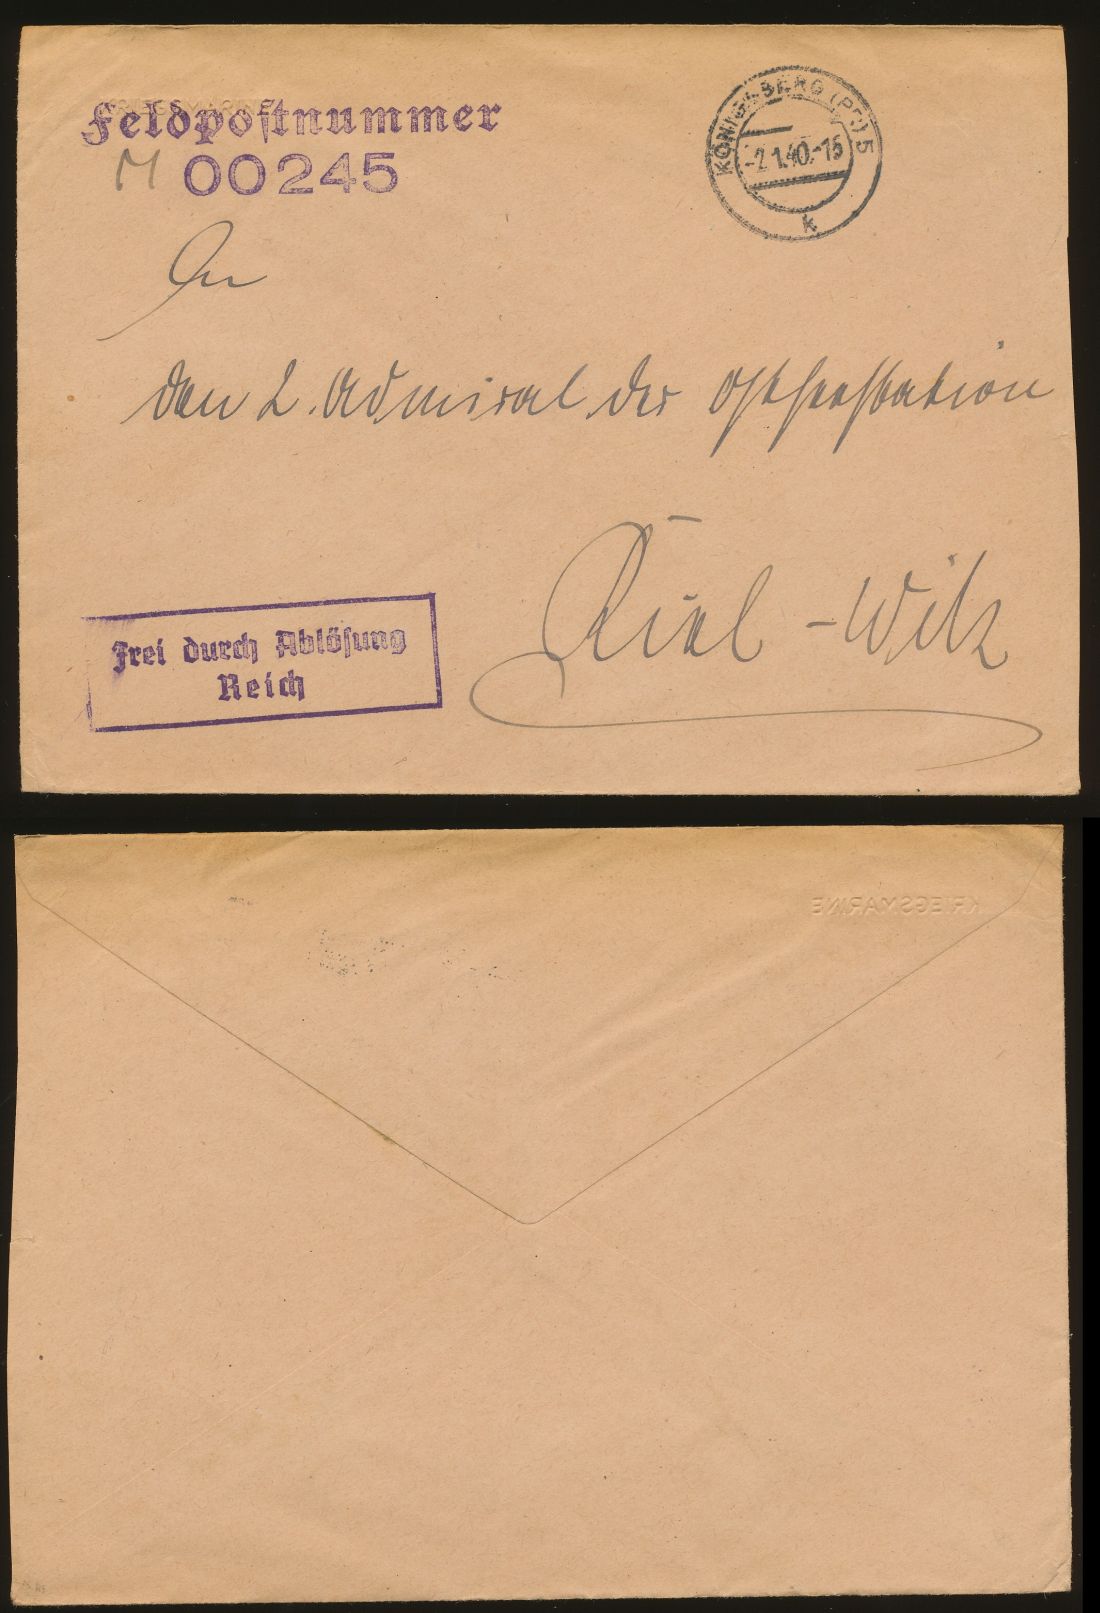 KRIEGSMARINE
Feldpostnummer
M 00245
KÖNIGSBERG (Pr) 5
-2.1.40.-15
k
An
den 2. Admiral der Ostseestation
Kiel - Wik
Frei durch Ablösung
Reich
KRIEGSMARINE